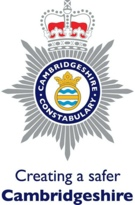 CAMBRIDGESHIRE
CONSTABULARY
Creating a safer
Cambridgeshire